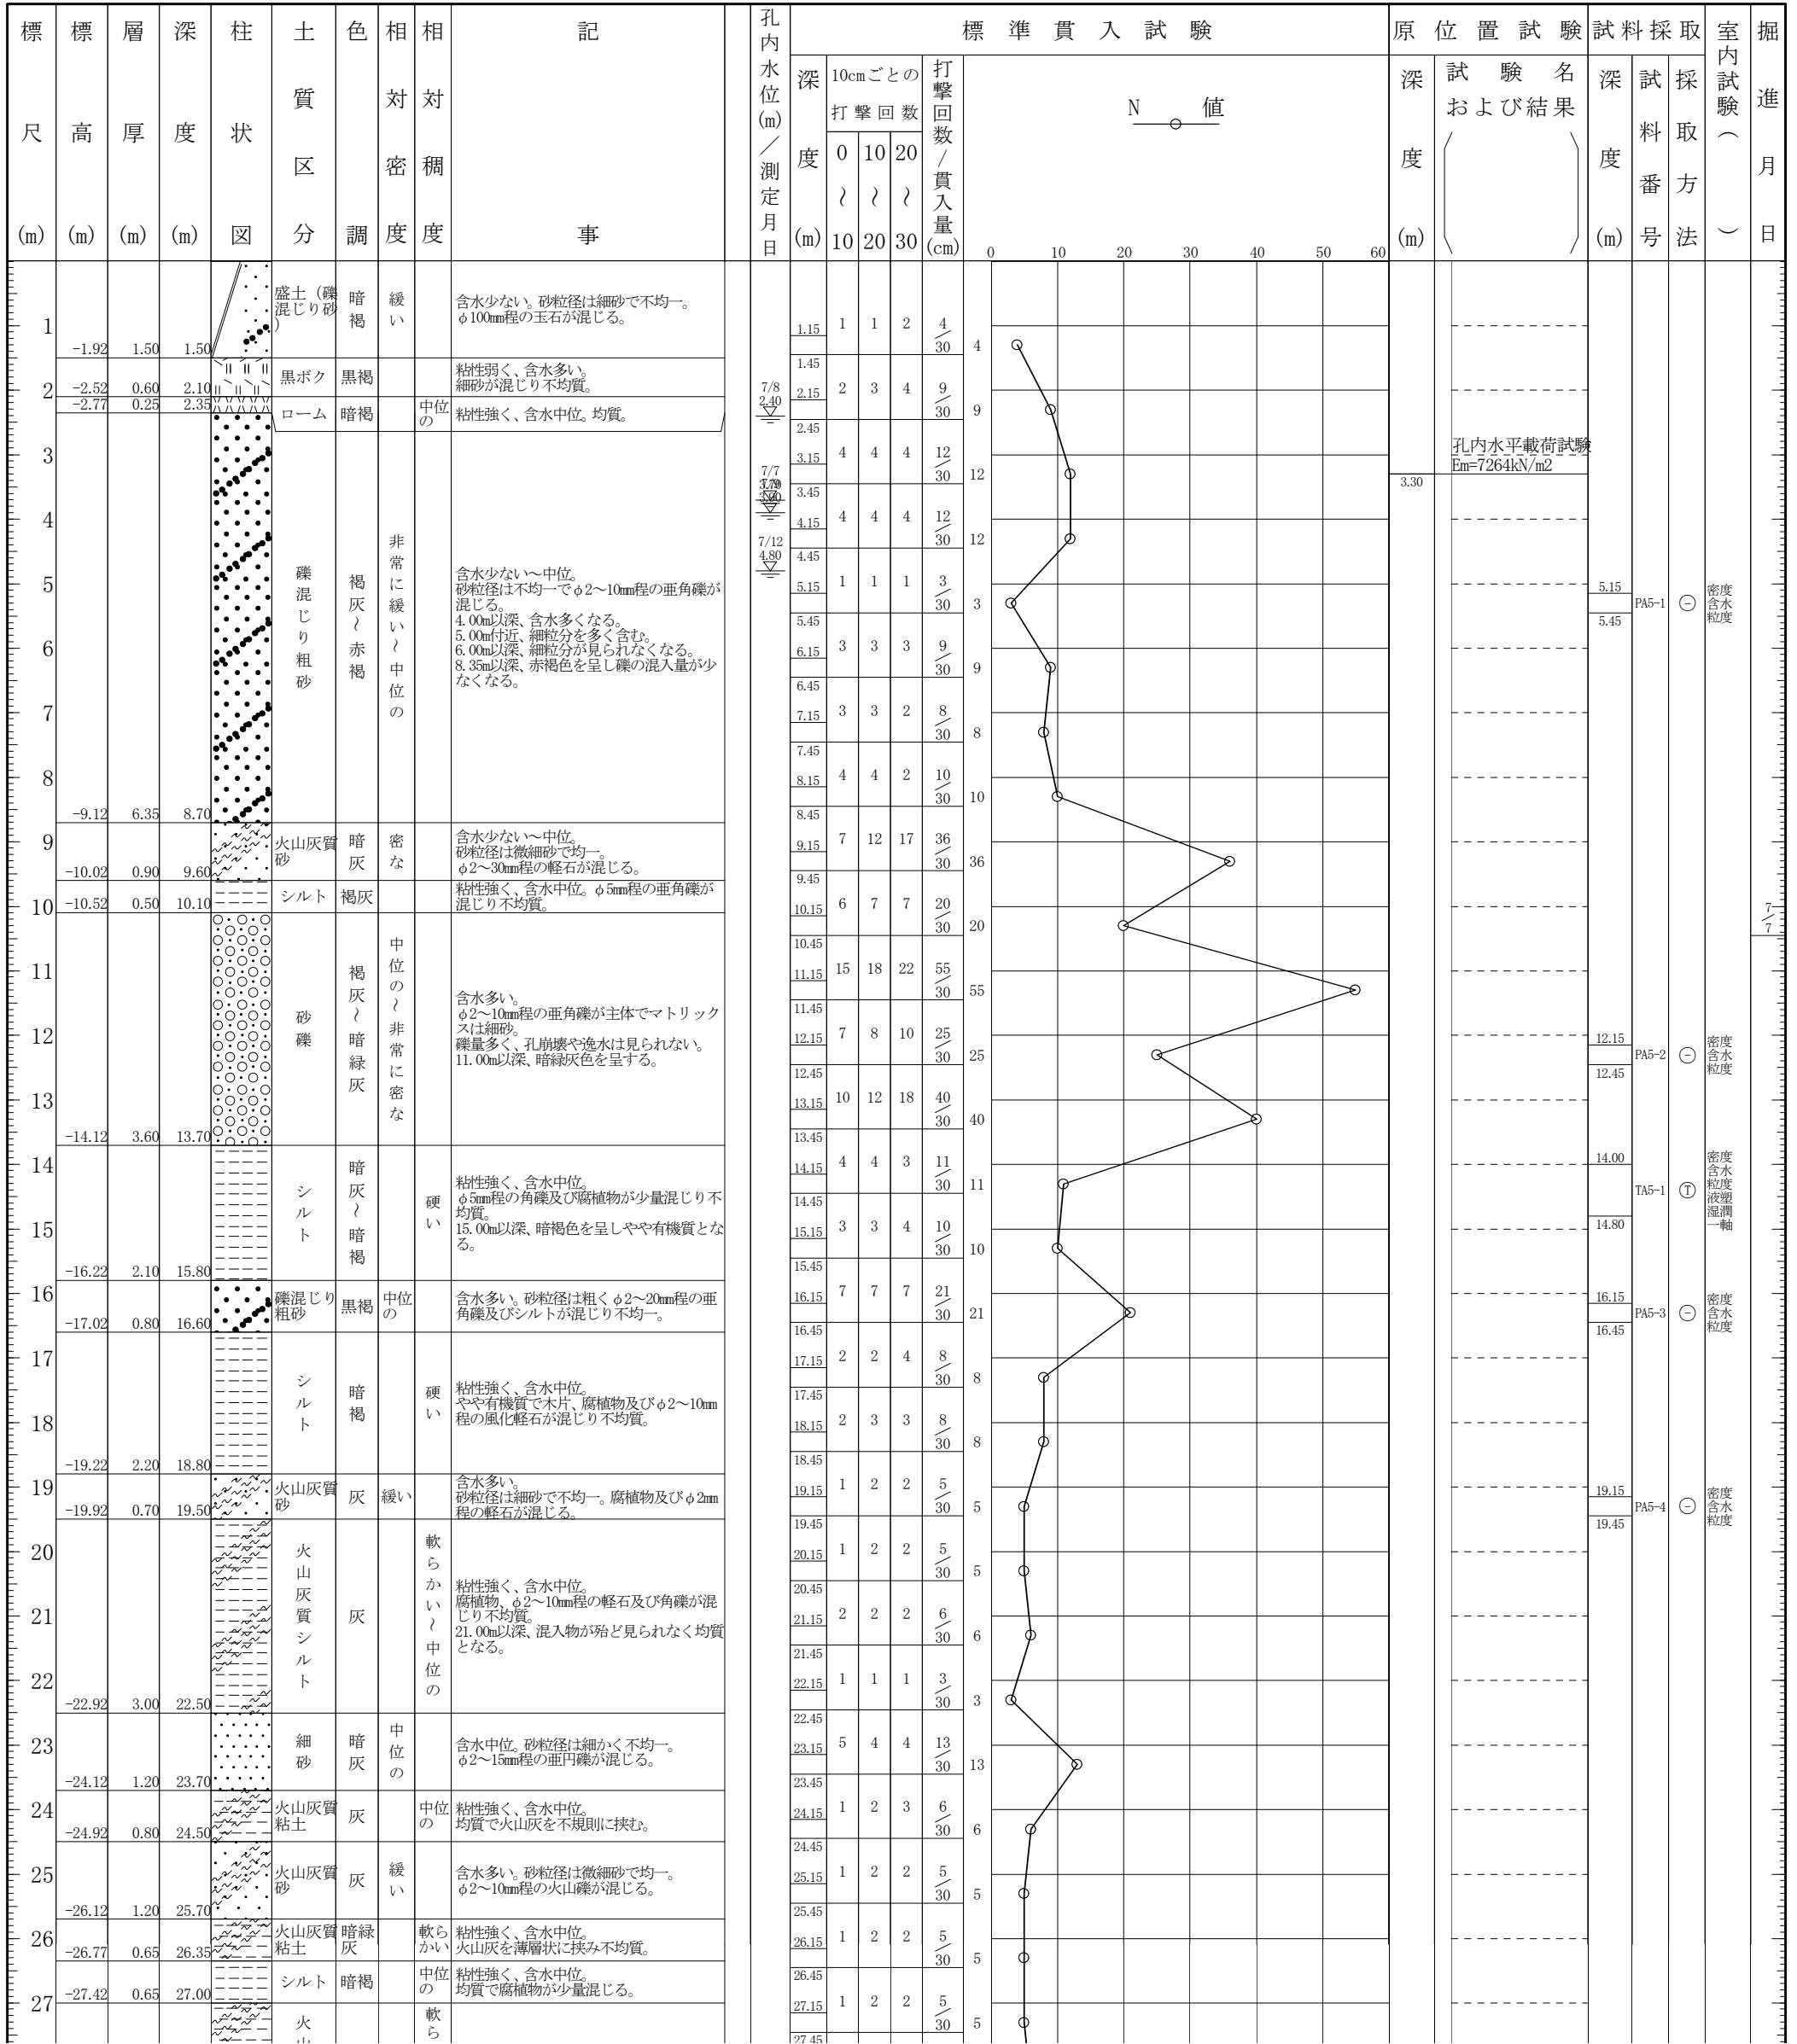 標尺(m)
標高(m)
層厚(m)
深度(m)
柱状図
土質区分
色調
相対密度
相対稠度
記事
孔内水位(m)／測定月日
標準貫入試験
深度(m)
10cmごとの
打撃回数
0～10
10～20
20～30
打撃回数/貫入量(cm)
N 値
0 10 20 30 40 50 60
原位置試験
深度(m)
試験名
および結果
試料採取
深度(m)
試料番号
採取方法
室内試験（ ）
掘進月日
1
2
3
4
5
6
7
8
9
10
11
12
13
14
15
16
17
18
19
20
21
22
23
24
25
26
27
-1.92 1.50 1.50
盛土（礫
混じり砂
）
暗褐
緩い
含水少ない。砂粒径は細砂で不均一。
φ100mm程の玉石が混じる。
-2.52 0.60 2.10
黒ボク
黒褐
粘性弱く、含水多い。
細砂が混じり不均質。
-2.77 0.25 2.35
ローム
暗褐
中位
の
粘性強く、含水中位。均質。
-9.12 6.35 8.70
礫混じり粗砂
褐灰～赤褐
非常に緩い～中位の
含水少ない～中位。
砂粒径は不均一でφ2～10mm程の亜角礫が
混じる。
4.00m以深、含水多くなる。
5.00m付近、細粒分を多く含む。
6.00m以深、細粒分が見られなくなる。
8.35m以深、赤褐色を呈し礫の混入量が少
なくなる。
-10.02 0.90 9.60
火山灰質
砂
暗灰
密な
含水少ない～中位。
砂粒径は微細砂で均一。
φ2～30mm程の軽石が混じる。
-10.52 0.50 10.10
シルト
褐灰
粘性強く、含水中位。φ5mm程の亜角礫が
混じり不均質。
-14.12 3.60 13.70
砂礫
褐灰～暗緑灰
中位の～非常に密な
含水多い。
φ2～10mm程の亜角礫が主体でマトリック
スは細砂。
礫量多く、孔崩壊や逸水は見られない。
11.00m以深、暗緑灰色を呈する。
-16.22 2.10 15.80
シルト
暗灰～暗褐
硬い
粘性強く、含水中位。
φ5mm程の角礫及び腐植物が少量混じり不
均質。
15.00m以深、暗褐色を呈しやや有機質とな
る。
-17.02 0.80 16.60
礫混じり
粗砂
黒褐
中位
の
含水多い。砂粒径は粗くφ2～20mm程の亜
角礫及びシルトが混じり不均一。
-19.22 2.20 18.80
シルト
暗褐
硬い
粘性強く、含水中位。
やや有機質で木片、腐植物及びφ2～10mm
程の風化軽石が混じり不均質。
-19.92 0.70 19.50
火山灰質
砂
灰
緩い
含水多い。
砂粒径は細砂で不均一。腐植物及びφ2mm
程の軽石が混じる。
-22.92 3.00 22.50
火山灰質シルト
灰
軟らかい～中位の
粘性強く、含水中位。
腐植物、φ2～10mm程の軽石及び角礫が混
じり不均質。
21.00m以深、混入物が殆ど見られなく均質
となる。
-24.12 1.20 23.70
細砂
暗灰
中位の
含水中位。砂粒径は細かく不均一。
φ2～15mm程の亜円礫が混じる。
-24.92 0.80 24.50
火山灰質
粘土
灰
中位
の
粘性強く、含水中位。
均質で火山灰を不規則に挟む。
-26.12 1.20 25.70
火山灰質
砂
灰
緩い
含水多い。砂粒径は微細砂で均一。
φ2～10mm程の火山礫が混じる。
-26.77 0.65 26.35
火山灰質
粘土
暗緑
灰
軟ら
かい
粘性強く、含水中位。
火山灰を薄層状に挟み不均質。
-27.42 0.65 27.00
シルト
暗褐
中位
の
粘性強く、含水中位。
均質で腐植物が少量混じる。
火
軟ら
7/8
2.40
7/7
7/12
4.80
1.15 1 1 2 4/30 4
1.45
2.15 2 3 4 9/30 9
2.45
3.15 4 4 4 12/30 12
3.45
4.15 4 4 4 12/30 12
4.45
5.15 1 1 1 3/30 3
5.45
6.15 3 3 3 9/30 9
6.45
7.15 3 3 2 8/30 8
7.45
8.15 4 4 2 10/30 10
8.45
9.15 7 12 17 36/30 36
9.45
10.15 6 7 7 20/30 20
10.45
11.15 15 18 22 55/30 55
11.45
12.15 7 8 10 25/30 25
12.45
13.15 10 12 18 40/30 40
13.45
14.15 4 4 3 11/30 11
14.45
15.15 3 3 4 10/30 10
15.45
16.15 7 7 7 21/30 21
16.45
17.15 2 2 4 8/30 8
17.45
18.15 2 3 3 8/30 8
18.45
19.15 1 2 2 5/30 5
19.45
20.15 1 2 2 5/30 5
20.45
21.15 2 2 2 6/30 6
21.45
22.15 1 1 1 3/30 3
22.45
23.15 5 4 4 13/30 13
23.45
24.15 1 2 3 6/30 6
24.45
25.15 1 2 2 5/30 5
25.45
26.15 1 2 2 5/30 5
26.45
27.15 1 2 2 5/30 5
27.45
3.30
孔内水平載荷試験
Em=7264kN/m2
5.15
5.45
PA5-1
密度
含水
粒度
12.15
12.45
PA5-2
密度
含水
粒度
14.00
14.80
TA5-1
T
密度
含水
粒度
液塑
湿潤
一軸
16.15
16.45
PA5-3
密度
含水
粒度
19.15
19.45
PA5-4
密度
含水
粒度
7/7